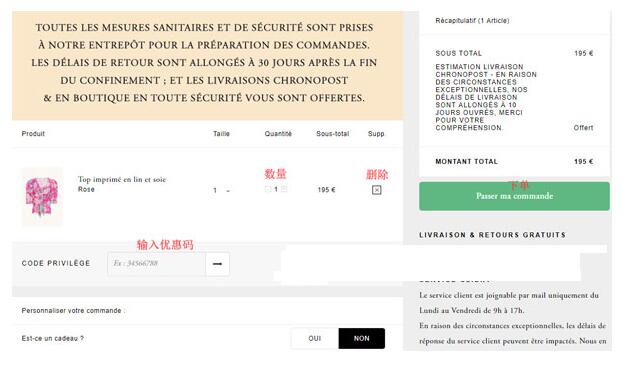 TOUTES LES MESURES SANITAIRES ET DE SÉCURITÉ SONT PRISES
À NOTRE ENTREPÔT POUR LA PRÉPARATION DES COMMANDES.
LES DÉLAIS DE RETOUR SONT ALLONGÉS À 30 JOURS APRÈS LA FIN
DU CONFINEMENT ; ET LES LIVRAISONS CHRONOPOST
& EN BOUTIQUE EN TOUTE SÉCURITÉ VOUS SONT OFFERTES.
Produit Taille Quantité Sous-total Supp.
数量 删除
Top imprimé en lin et soie
Rose 1 - 1 195 €
输入优惠码
CODE PRIVILÈGE Ex : 34566788
Personnaliser votre commande :
Est-ce un cadeau ? OUI NON
Récapitulatif (1 Article)
SOUS TOTAL 195 €
ESTIMATION LIVRAISON
CHRONOPOST - EN RAISON
DES CIRCONSTANCES
EXCEPTIONNELLES, NOS
DÉLAIS DE LIVRAISON
SONT ALLONGÉS À 10
JOURS OUVRÉS, MERCI
POUR VOTRE
COMPRÉHENSION. Offert
MONTANT TOTAL 195 €
下单
Passer ma commande
LIVRAISON & RETOURS GRATUITS
Le service client est joignable par mail uniquement du
Lundi au Vendredi de 9h à 17h.
En raison des circonstances exceptionnelles, les délais de
réponse du service client peuvent être impactés. Nous en